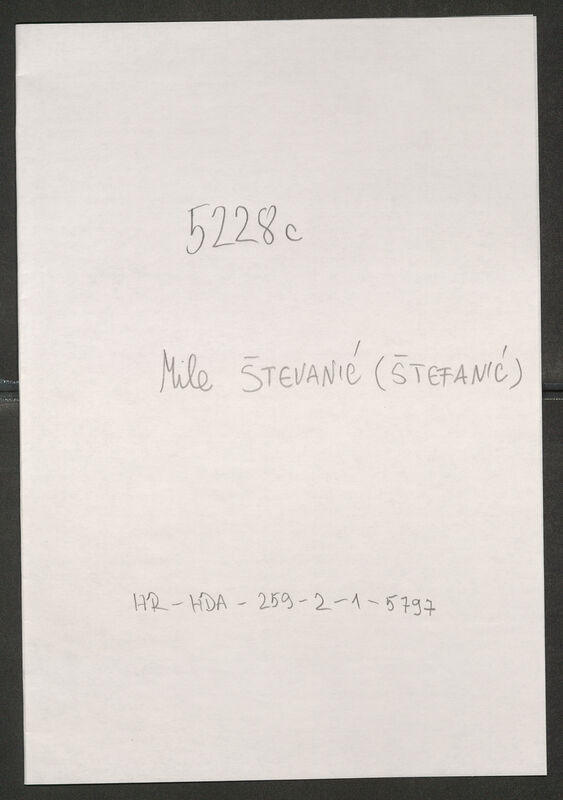 5228c
Mile ŠTEVANIĆ (ŠTEFANIĆ)
HR-HDA-259-2-1-5797